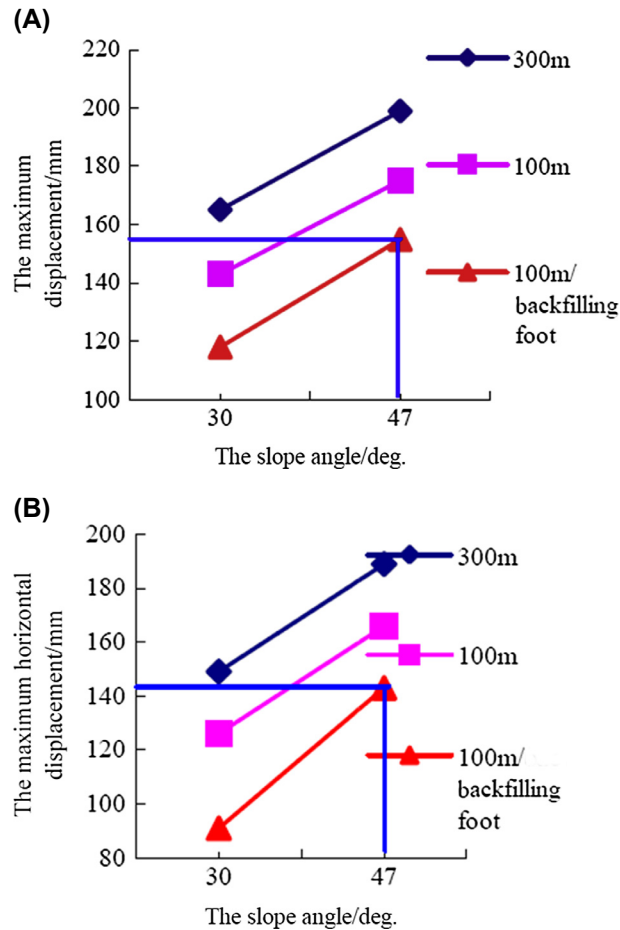 (A)
The maximum
displacement/mm
220
200
180
160
140
120
100
30
47
The slope angle/deg.
300m
100m
100m/
backfilling
foot
(B)
The maximum horizontal
displacement/mm
200
180
160
140
120
100
80
30
47
The slope angle/deg.
300m
100m
100m/
backfilling
foot